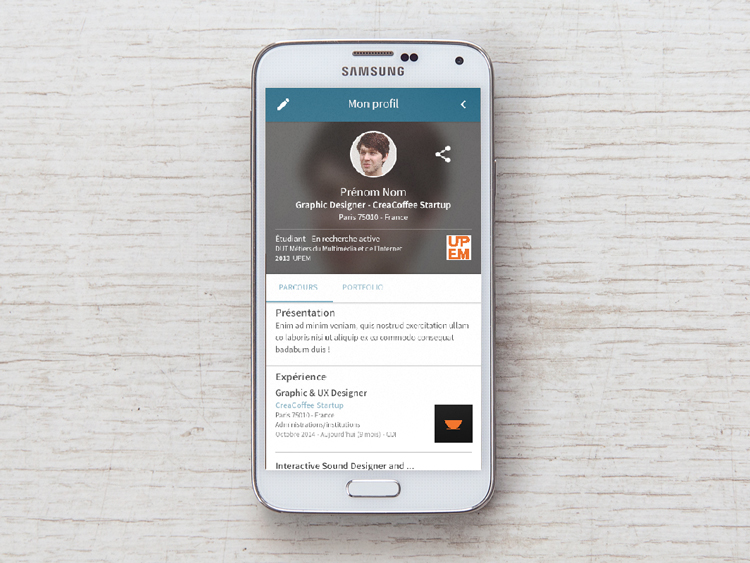 SAMSUNG
Mon profil
Prénom Nom
Graphic Designer - CreaCoffee Startup
Paris 75010 - France
Étudiant - En recherche active
DUT Métiers du Multimédia et de l'Internet
2013 UPEM
UP
EM
PARCOURS PORTFOLIO
Présentation
Enim ad minim veniam, quis nostrud exercitation ullam
co laboris nisi ut aliquip ex ea commodo consequat
badabum duis !
Expérience
Graphic & UX Designer
CreaCoffee Startup
Paris 75010 - France
Administrations/Institutions
Octobre 2014 - Aujourd'hui (9 mois) - CDI
Interactive Sound Designer and ...